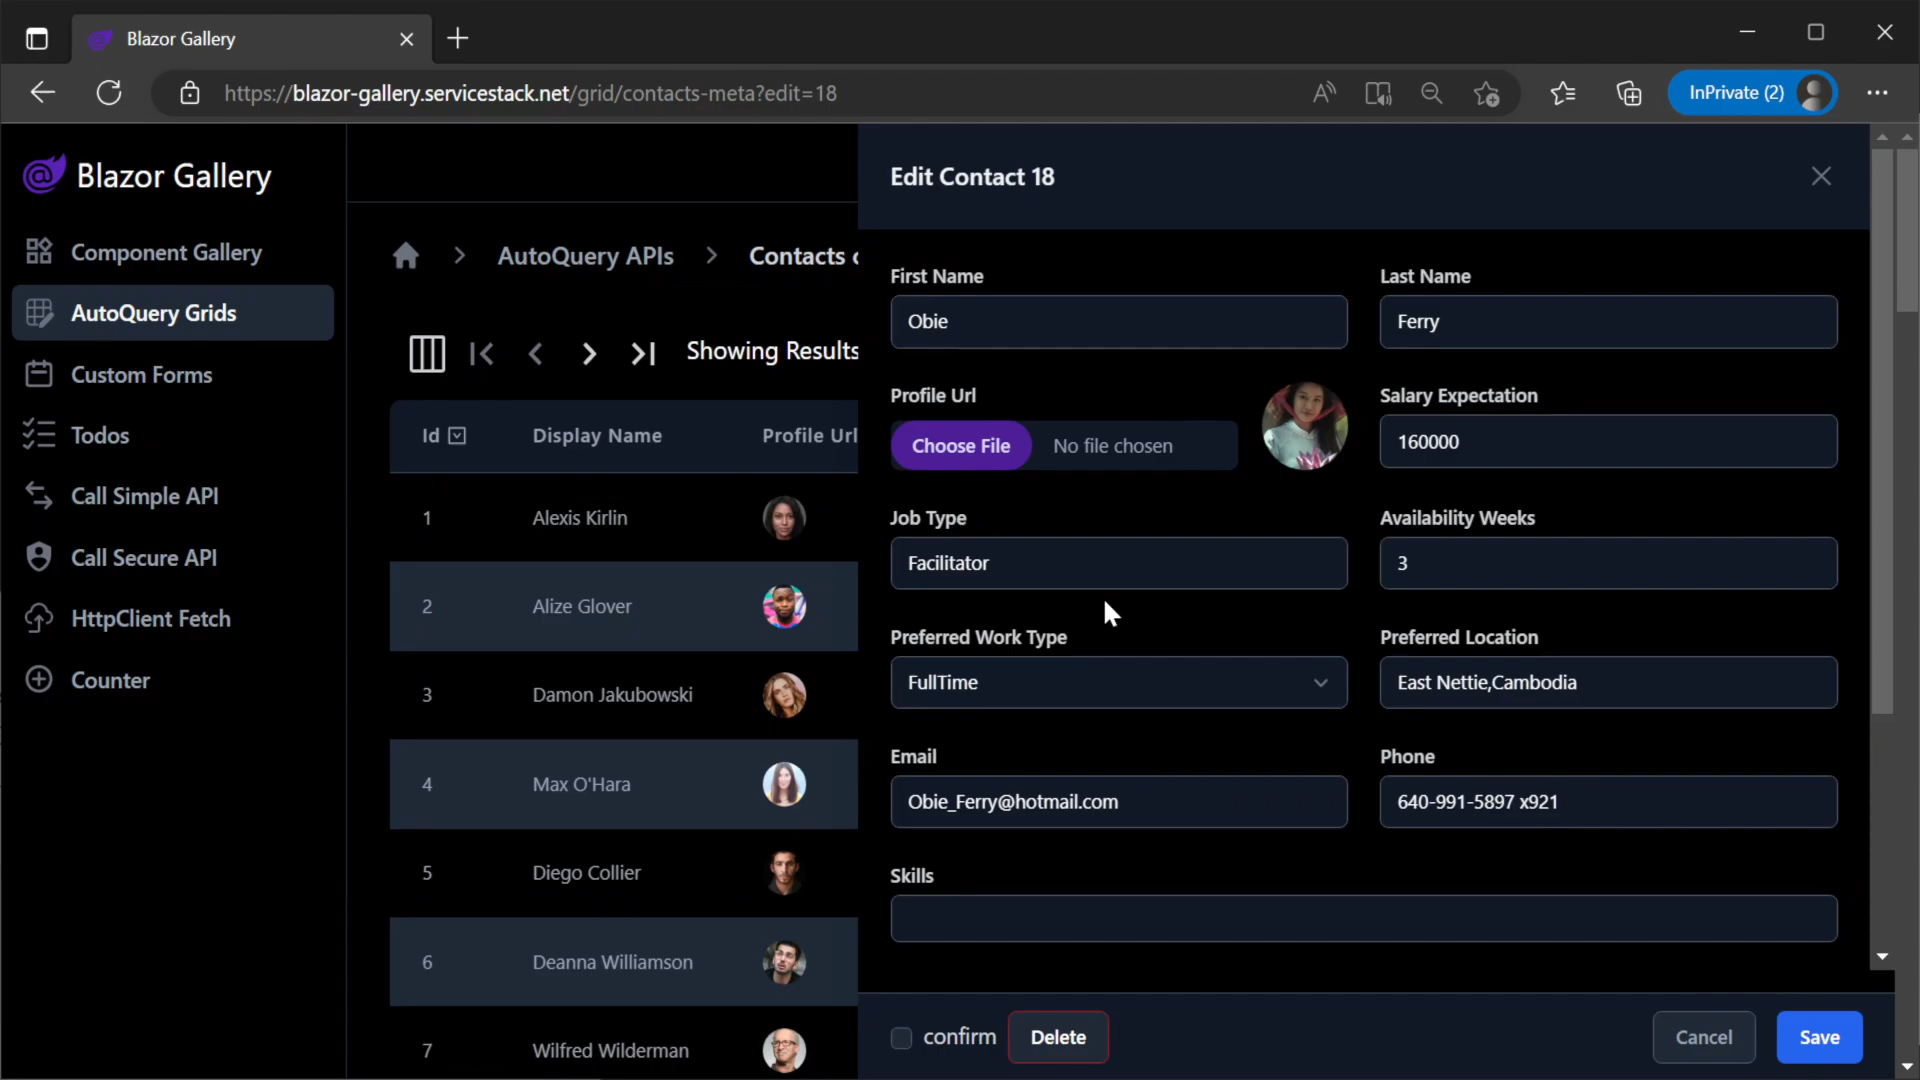 Blazor Gallery
https://blazor-gallery.servicestack.net/grid/contacts-meta?edit=18
InPrivate (2)
Blazor Gallery
Component Gallery
AutoQuery Grids
Custom Forms
Todos
Call Simple API
Call Secure API
HttpClient Fetch
Counter
AutoQuery APIs
Contacts
Showing Results
Id
Display Name
Profile Url
1
Alexis Kirlin
2
Alize Glover
3
Damon Jakubowski
4
Max O'Hara
5
Diego Collier
6
Deanna Williamson
7
Wilfred Wilderman
Edit Contact 18
First Name
Last Name
Obie
Ferry
Profile Url
Salary Expectation
Choose File
No file chosen
160000
Job Type
Availability Weeks
Facilitator
3
Preferred Work Type
Preferred Location
FullTime
East Nettie,Cambodia
Email
Phone
Obie_Ferry@hotmail.com
640-991-5897 x921
Skills
confirm
Delete
Cancel
Save